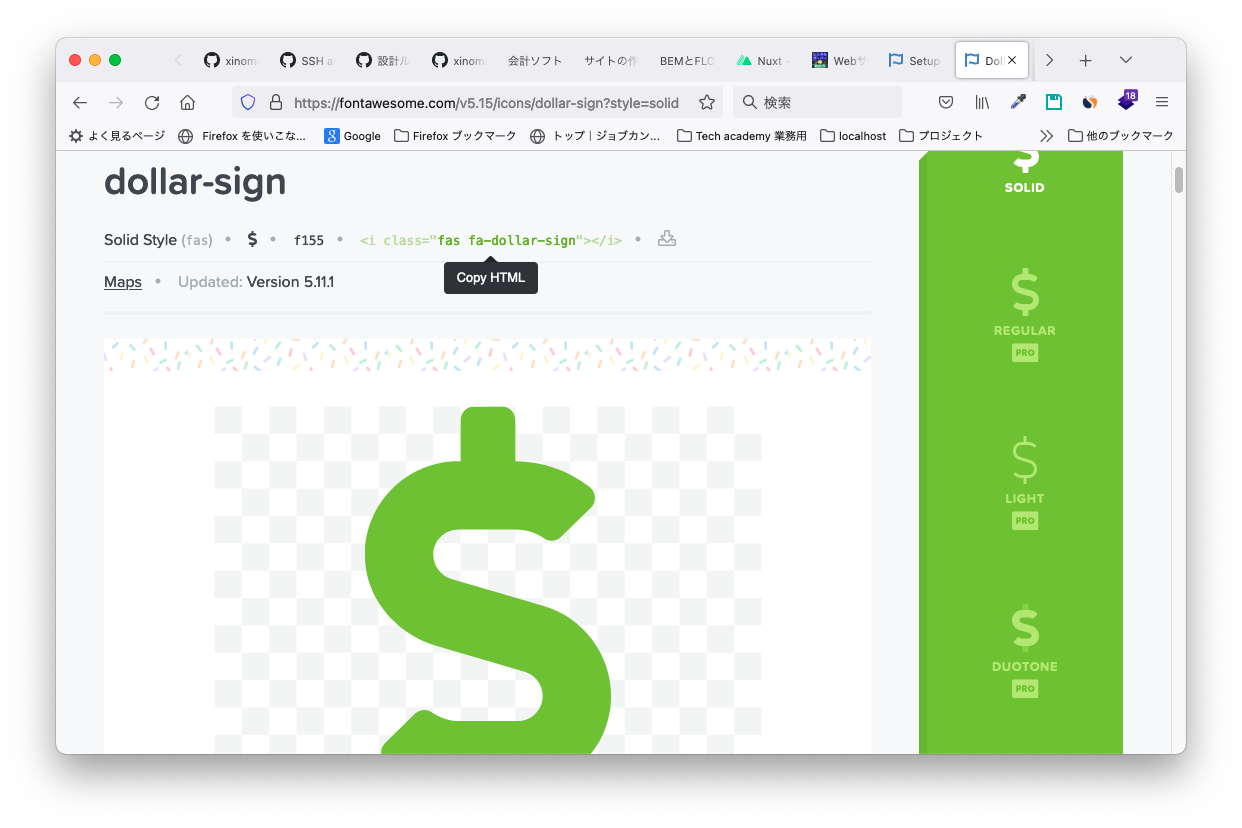 xinom
SSH a
設計ル
xinom
会計ソフト
サイトの作
BEMとFLO
Nuxt -
Webサ
Setup
Doll
https://fontawesome.com/v5.15/icons/dollar-sign?style=solid
検索
18
よく見るページ
Firefox を使いこな...
Google
Firefox ブックマーク
トップ | ジョブカン...
Tech academy 業務用
localhost
プロジェクト
他のブックマーク
dollar-sign
Solid Style (fas) • $ • f155 • <i class="fas fa-dollar-sign"></i> •
Copy HTML
Maps • Updated: Version 5.11.1
SOLID
REGULAR
PRO
LIGHT
PRO
DUOTONE
PRO